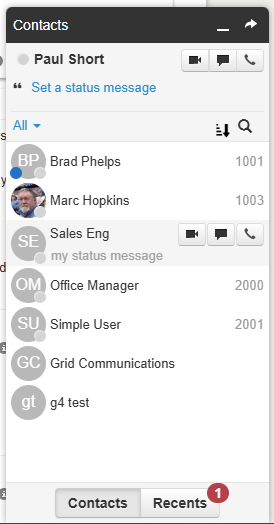 Contacts
Paul Short
Set a status message
All
BP Brad Phelps 1001
Marc Hopkins 1003
SE Sales Eng
my status message
OM Office Manager 2000
SU Simple User 2001
GC Grid Communications
gt g4 test
Contacts Recents 1